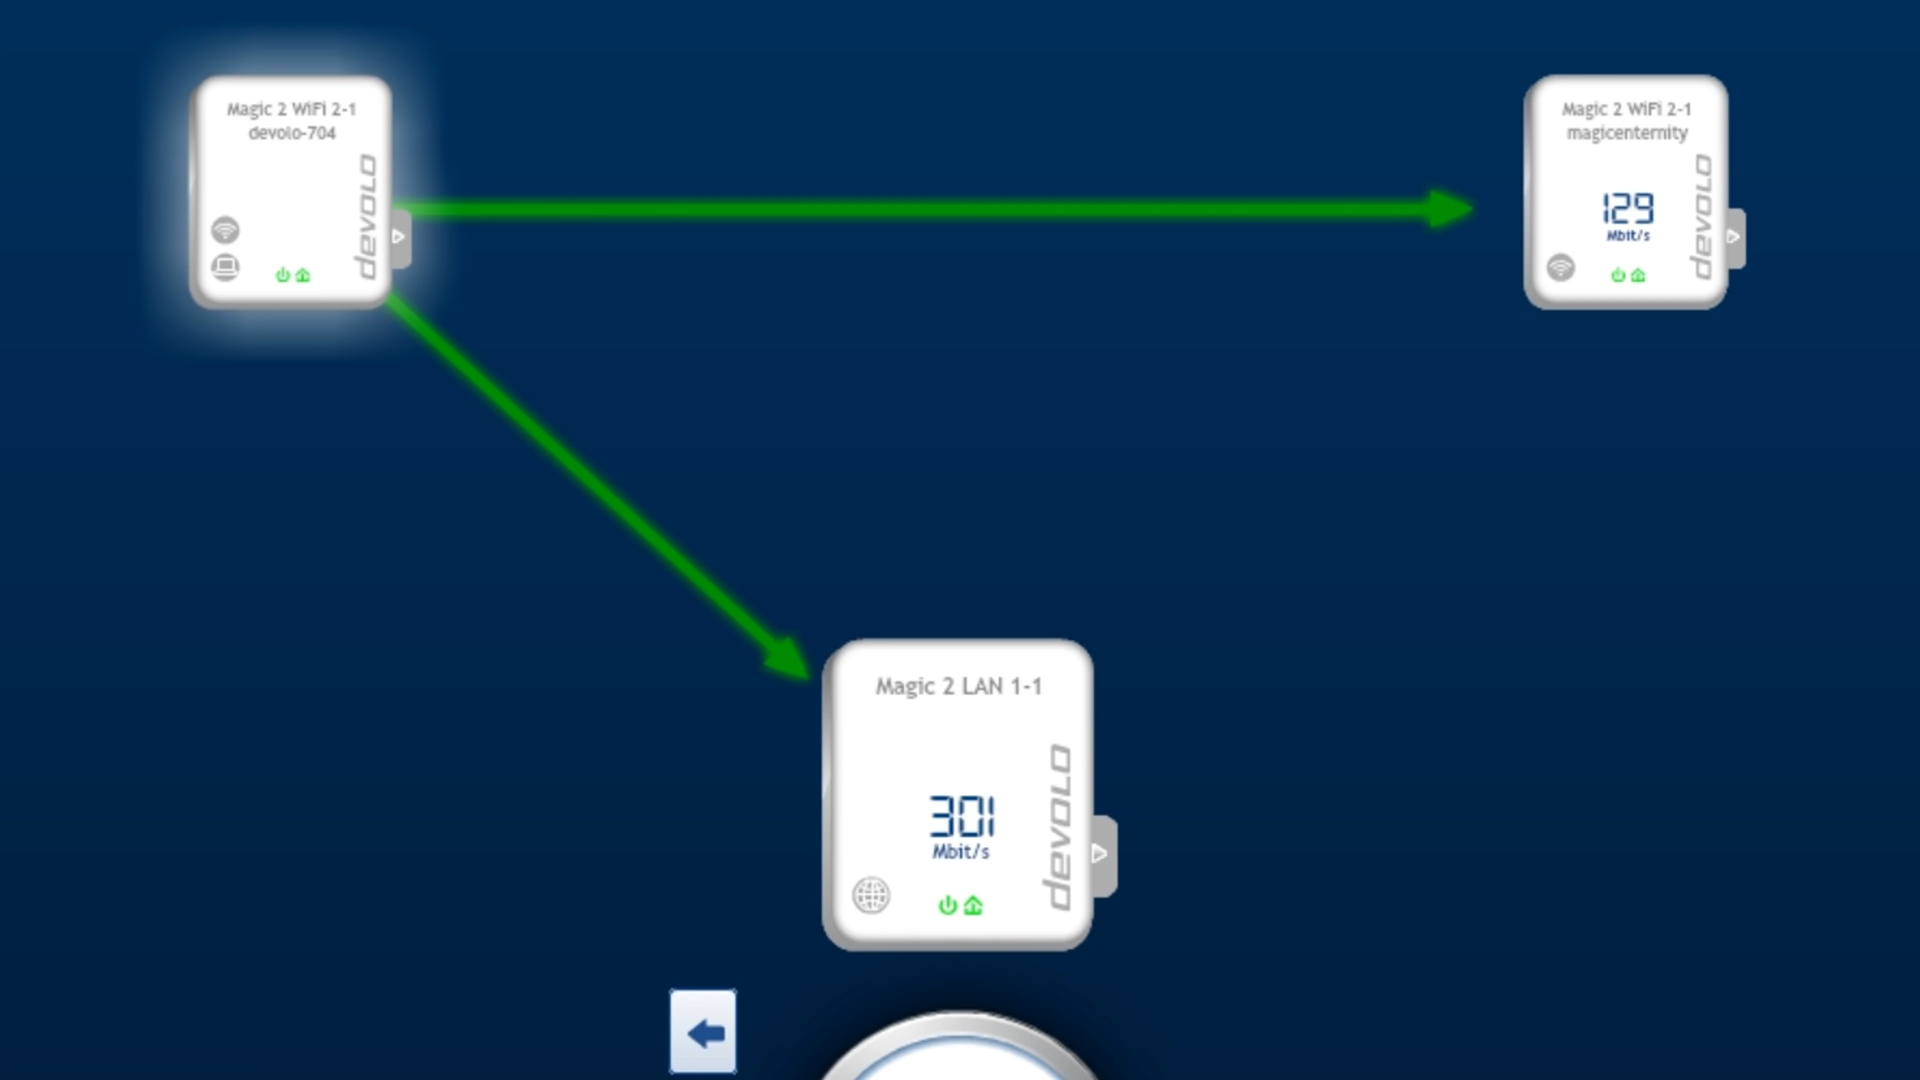 Magic 2 WiFi 2-1
devolo-704
devolo
Magic 2 WiFi 2-1
magicenternity
129
Mbit/s
devolo
Magic 2 LAN 1-1
301
Mbit/s
devolo